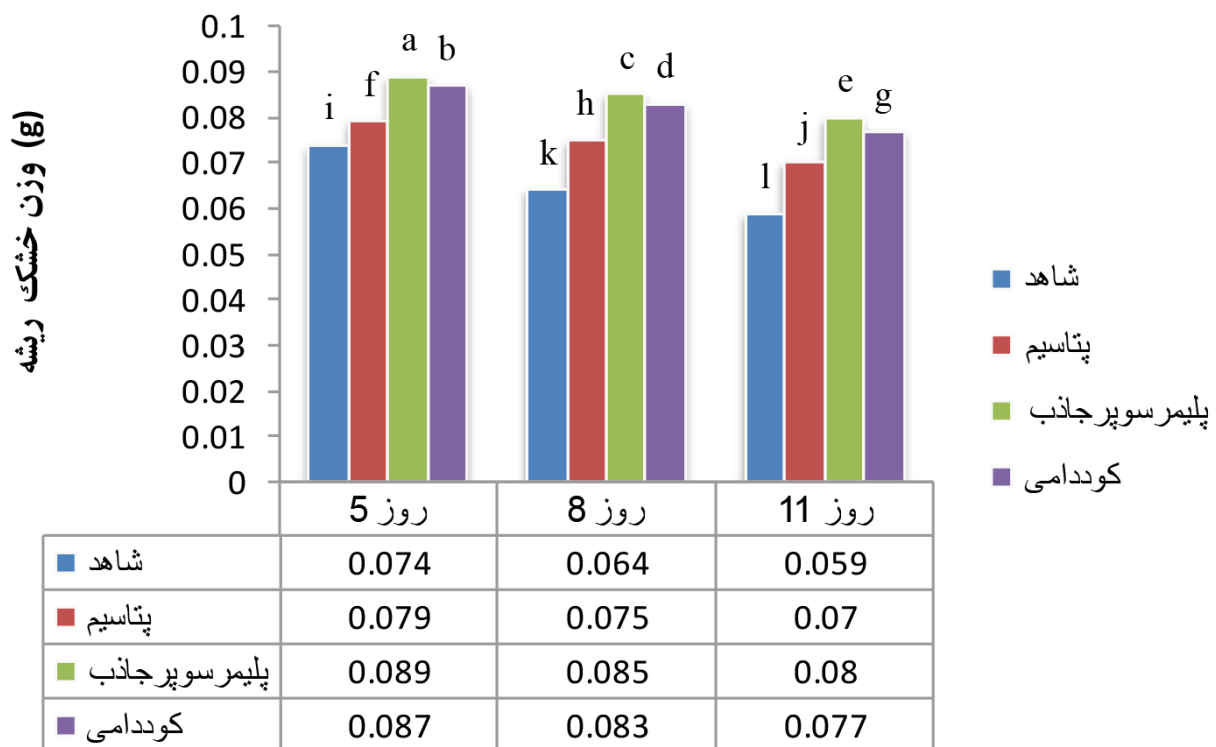 وزن خشک ریشه (g)
0.1
0.09
0.08
0.07
0.06
0.05
0.04
0.03
0.02
0.01
0
i f a b
k h c d
l j e g
شاهد
پتاسیم
پلیمرسوپرجاذب
کوددامی
5 روز 8 روز 11 روز
شاهد 0.074 0.064 0.059
پتاسیم 0.079 0.075 0.07
پلیمرسوپرجاذب 0.089 0.085 0.08
کوددامی 0.087 0.083 0.077